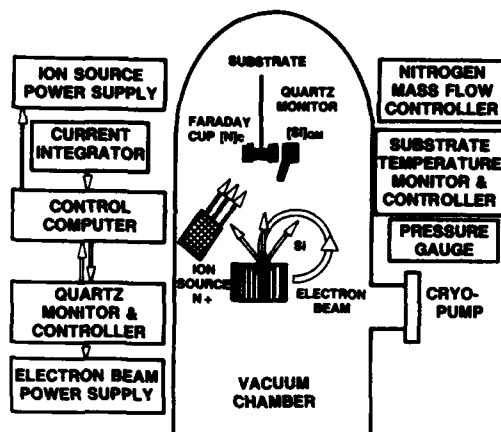 ION SOURCE
POWER SUPPLY
CURRENT
INTEGRATOR
CONTROL
COMPUTER
QUARTZ
MONITOR &
CONTROLLER
ELECTRON BEAM
POWER SUPPLY
SUBSTRATE
QUARTZ
MONITOR
FARADAY
CUP [N]C
[Si]QM
Si
ION
SOURCE
N +
ELECTRON
BEAM
VACUUM
CHAMBER
NITROGEN
MASS FLOW
CONTROLLER
SUBSTRATE
TEMPERATURE
MONITOR &
CONTROLLER
PRESSURE
GAUGE
CRYO-
PUMP